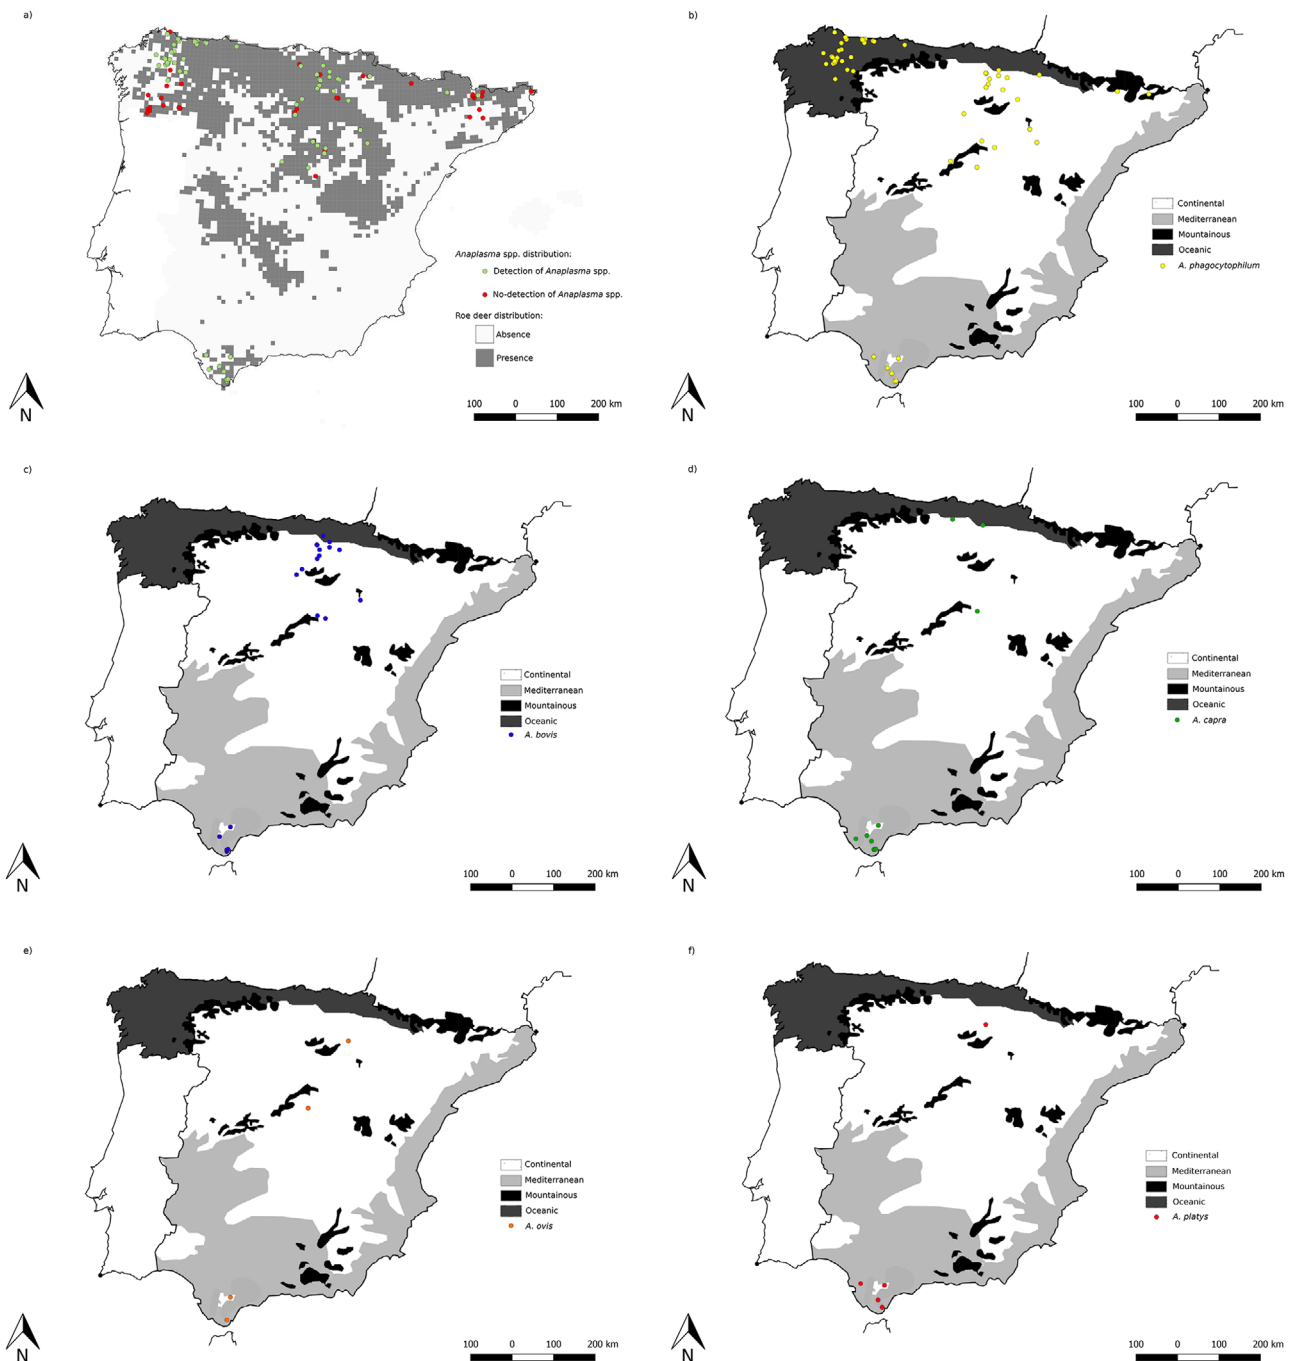 a)
Anaplasma spp. distribution:
Detection of Anaplasma spp.
No-detection of Anaplasma spp.
Roe deer distribution:
Absence
Presence
N
100 0 100 200 km
b)
Continental
Mediterranean
Mountainous
Oceanic
A. phagocytophilum
N
100 0 100 200 km
c)
Continental
Mediterranean
Mountainous
Oceanic
A. bovis
N
100 0 100 200 km
d)
Continental
Mediterranean
Mountainous
Oceanic
A. capra
N
100 0 100 200 km
e)
Continental
Mediterranean
Mountainous
Oceanic
A. ovis
N
100 0 100 200 km
f)
Continental
Mediterranean
Mountainous
Oceanic
A. platys
N
100 0 100 200 km